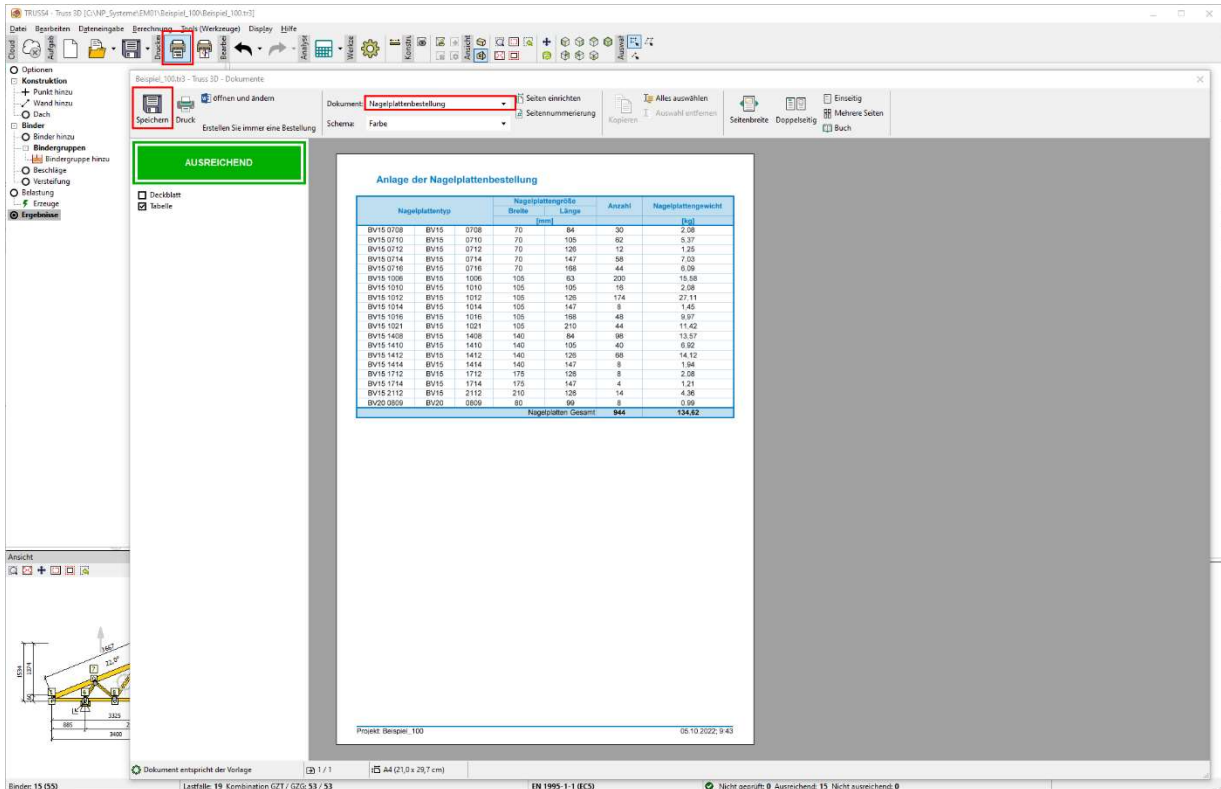 TRUSS4 - Truss 3D [C:\NP_Systeme\EM01\Beispiel_100\Beispiel_100.tr3]
Datei Bearbeiten Dateneingabe Berechnung Tools (Werkzeuge) Display Hilfe
Cloud
Optionen
Konstruktion
Punkt hinzu
Wand hinzu
Dach
Binder
Binder hinzu
Bindergruppen
Bindergruppe hinzu
Beschläge
Versteifung
Belastung
Erzeuge
Ergebnisse
Beispiel_100.tr3 - Truss 3D - Dokumente
Speichern
Druck
öffnen und ändern
Erstellen Sie immer eine Bestellung
Dokument: Nagelplattenbestellung
Schema: Farbe
Seiten einrichten
Seitennummerierung
Kopieren
Alles auswählen
Auswahl entfernen
Seitenbreite
Doppelseitig
Einseitig
Mehrere Seiten
Buch
AUSREICHEND
Deckblatt
Tabelle
Anlage der Nagelplattenbestellung
Nagelplattentyp Nagelplattengröße Anzahl Nagelplattengewicht
Breite Länge
[mm] [kg]
BV15 0708 BV15 0708 70 84 30 2,08
BV15 0710 BV15 0710 70 105 62 5,37
BV15 0712 BV15 0712 70 126 12 1,25
BV15 0714 BV15 0714 70 147 58 7,03
BV15 0716 BV15 0716 70 168 44 6,09
BV15 1006 BV15 1006 105 63 200 15,58
BV15 1010 BV15 1010 105 105 16 2,08
BV15 1012 BV15 1012 105 126 174 27,11
BV15 1014 BV15 1014 105 147 8 1,45
BV15 1016 BV15 1016 105 168 48 9,97
BV15 1021 BV15 1021 105 210 44 11,42
BV15 1408 BV15 1408 140 84 98 13,57
BV15 1410 BV15 1410 140 105 40 6,92
BV15 1412 BV15 1412 140 126 68 14,12
BV15 1414 BV15 1414 140 147 8 1,94
BV15 1712 BV15 1712 175 126 8 2,08
BV15 1714 BV15 1714 175 147 4 1,21
BV15 2112 BV15 2112 210 126 14 4,36
BV20 0809 BV20 0809 80 99 8 0,99
Nagelplatten Gesamt 944 134,62
Projekt: Beispiel_100 05.10.2022; 9:43
Ansicht
22,0°
3325
885
3400
Dokument entspricht der Vorlage 1 / 1 A4 (21,0 x 29,7 cm)
Binder: 15 (55) Lastfälle: 19 Kombination GZT / GZG: 53 / 53 EN 1995-1-1 (EC5) Nicht geprüft: 0 Ausreichend: 15 Nicht ausreichend: 0